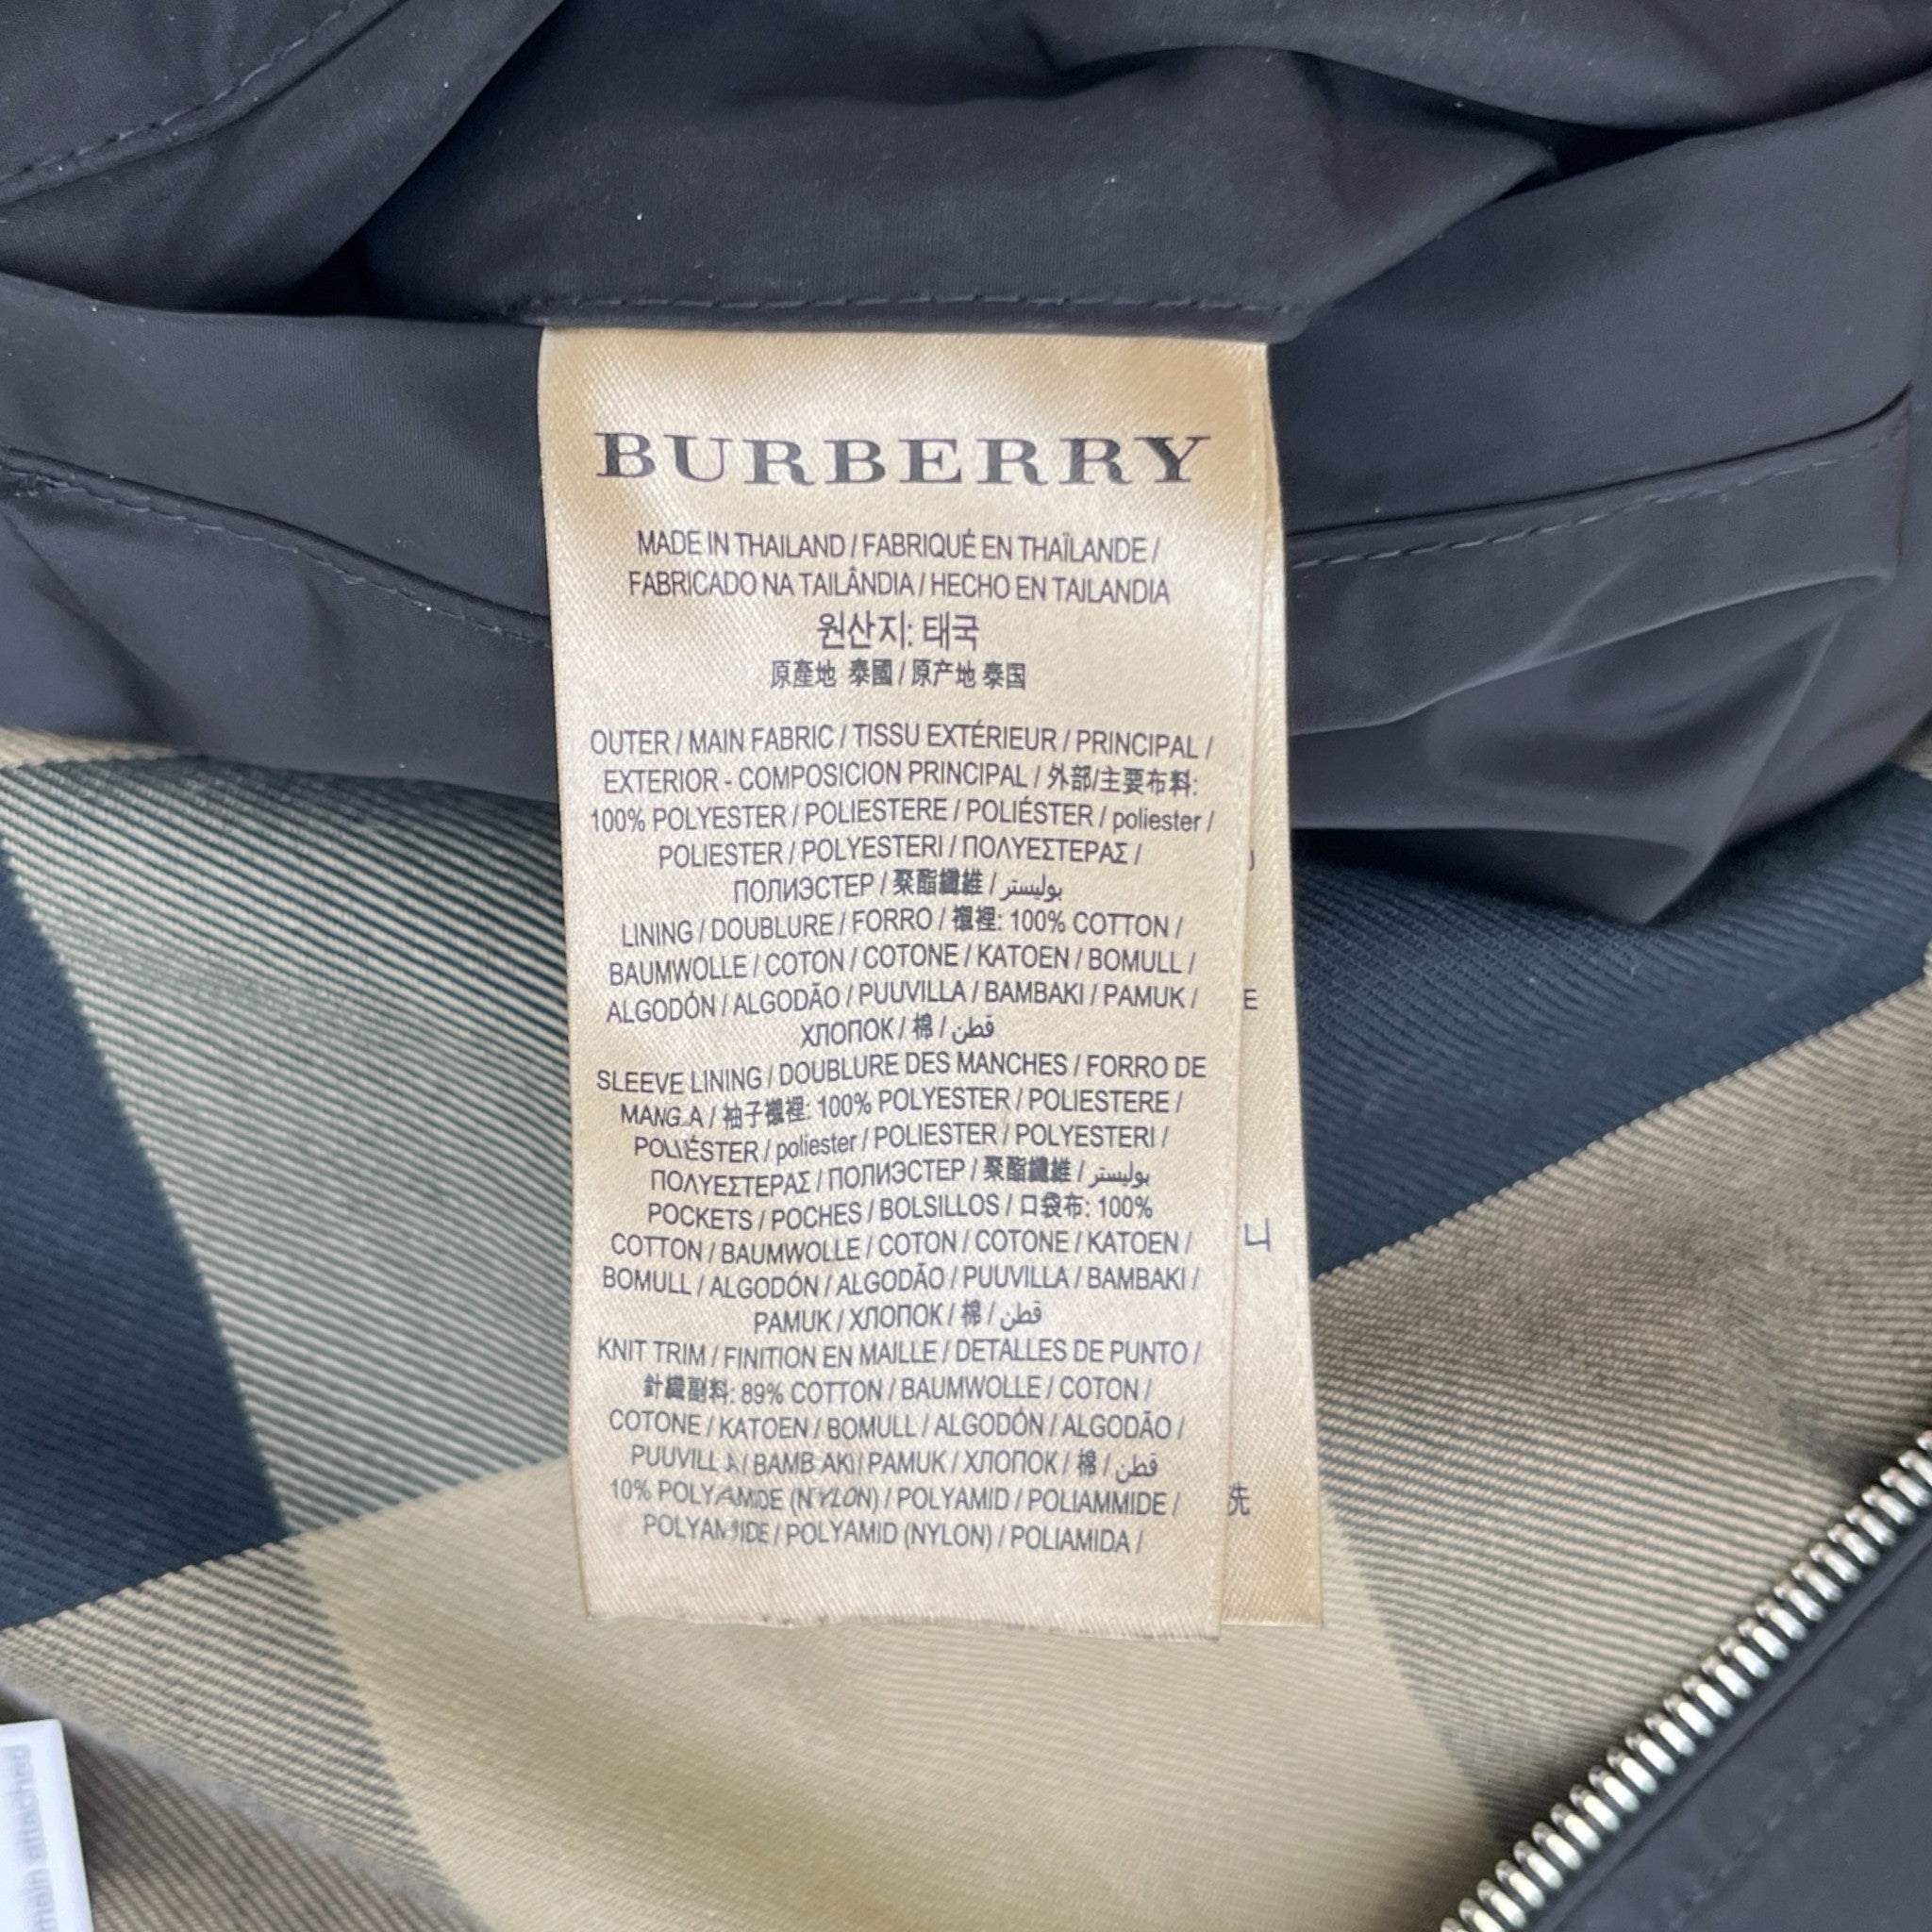 BURBERRY
MADE IN THAILAND / FABRIQUÉ EN THAÏLANDE /
FABRICADO NA TAILÂNDIA / HECHO EN TAILANDIA
원산지: 태국
原產地 泰國 / 原产地 泰国
OUTER / MAIN FABRIC / TISSU EXTÉRIEUR / PRINCIPAL /
EXTERIOR - COMPOSICION PRINCIPAL / 外部/主要布料:
100% POLYESTER / POLIESTERE / POLIÉSTER / poliester /
POLIESTER / POLYESTERI / ΠΟΛΥΕΣΤΕΡΑΣ /
ПОЛИЭСТЕР / 聚酯纖維 / بوليستر
LINING / DOUBLURE / FORRO / 襯裡: 100% COTTON /
BAUMWOLLE / COTON / COTONE / KATOEN / BOMULL /
ALGODÓN / ALGODÃO / PUUVILLA / BAMBAKI / PAMUK /
ХЛОПОК / 棉 / قطن
SLEEVE LINING / DOUBLURE DES MANCHES / FORRO DE
MANGA / 袖子襯裡: 100% POLYESTER / POLIESTERE /
POLIÉSTER / poliester / POLIESTER / POLYESTERI /
ΠΟΛΥΕΣΤΕΡΑΣ / ПОЛИЭСТЕР / 聚酯纖維 / بوليستر
POCKETS / POCHES / BOLSILLOS / 口袋布: 100%
COTTON / BAUMWOLLE / COTON / COTONE / KATOEN /
BOMULL / ALGODÓN / ALGODÃO / PUUVILLA / BAMBAKI /
PAMUK / ХЛОПОК / 棉 / قطن
KNIT TRIM / FINITION EN MAILLE / DETALLES DE PUNTO /
針織副料: 89% COTTON / BAUMWOLLE / COTON /
COTONE / KATOEN / BOMULL / ALGODÓN / ALGODÃO /
PUUVILLA / BAMBAKI / PAMUK / ХЛОПОК / 棉 / قطن
10% POLYAMIDE (NYLON) / POLYAMID / POLIAMMIDE /
POLYAMIDE / POLYAMID (NYLON) / POLIAMIDA /
E
洗
main attached